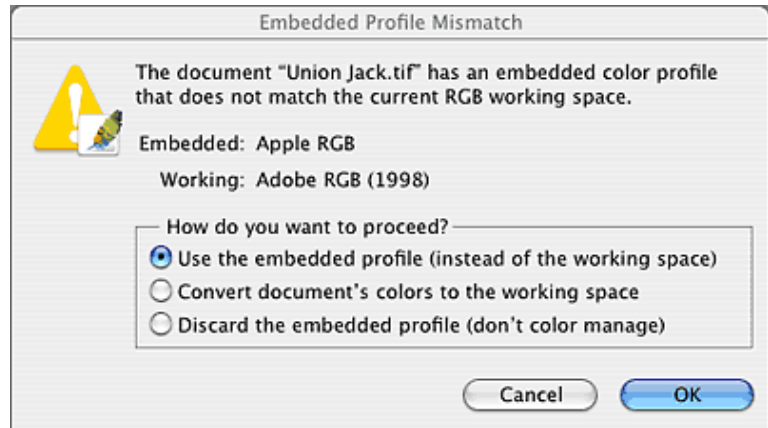 Embedded Profile Mismatch
The document “Union Jack.tif” has an embedded color profile
that does not match the current RGB working space.
Embedded: Apple RGB
Working: Adobe RGB (1998)
How do you want to proceed?
Use the embedded profile (instead of the working space)
Convert document’s colors to the working space
Discard the embedded profile (don’t color manage)
Cancel OK